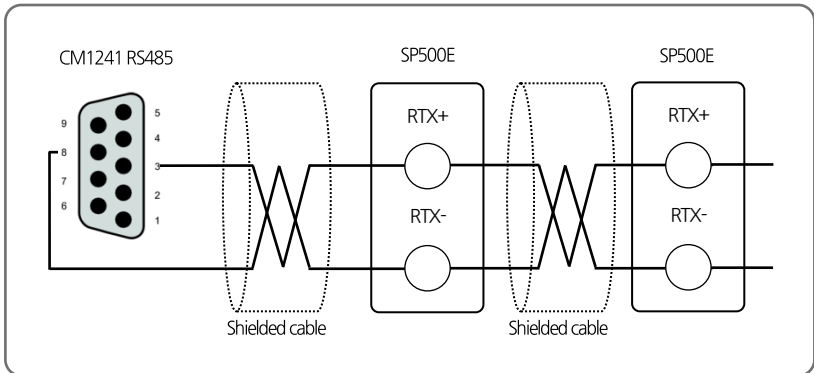 CM1241 RS485
SP500E
SP500E
RTX+
RTX+
9
5
8
4
7
3
6
2
1
RTX-
RTX-
Shielded cable
Shielded cable